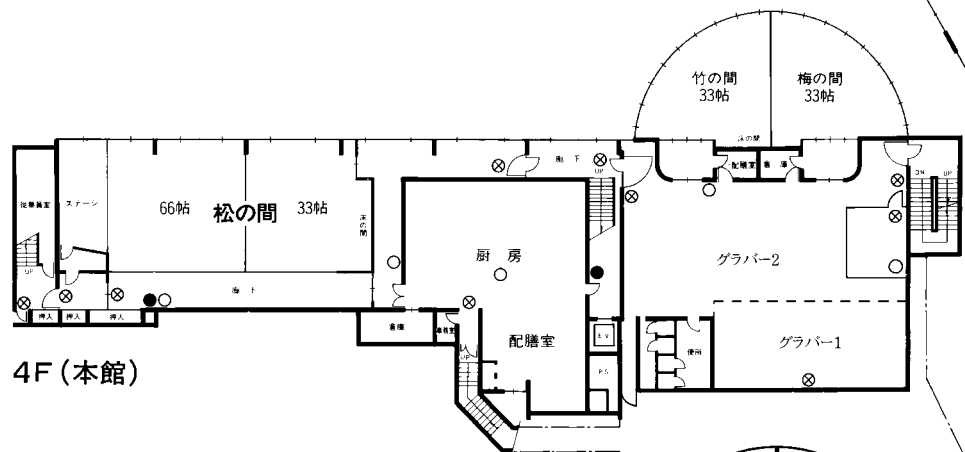 竹の間
33帖
梅の間
33帖
床の間
配膳室
倉庫
廊下
UP
DN
UP
従業員室
ステージ
66帖
松の間
33帖
床の間
厨房
グラバー2
UP
廊下
押入
押入
押入
倉庫
配膳室
EV
便所
グラバー1
UP
P.S
4F(本館)